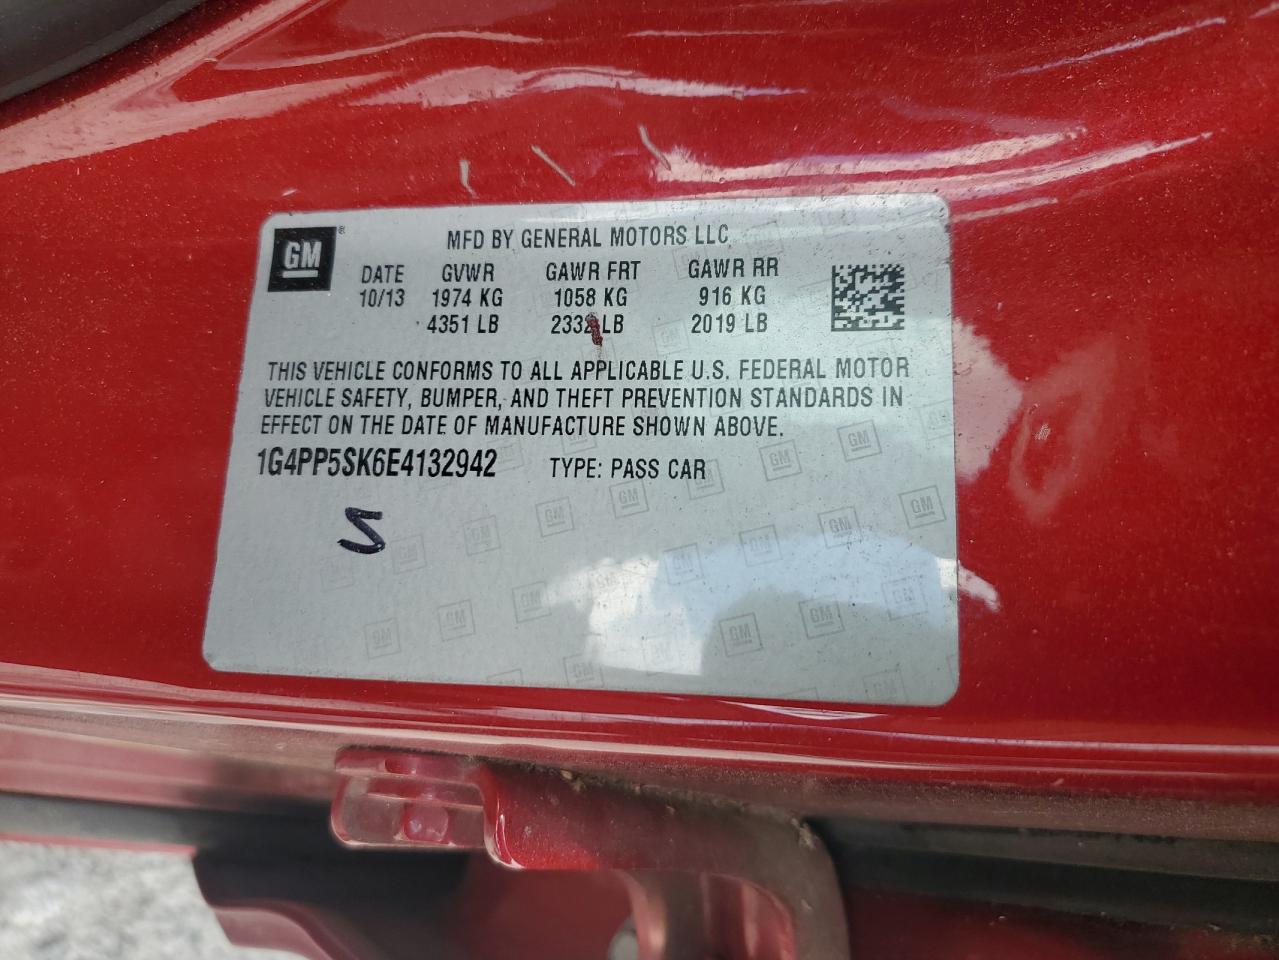 GM
MFD BY GENERAL MOTORS LLC
DATE GVWR GAWR FRT GAWR RR
10/13 1974 KG 1058 KG 916 KG
4351 LB 2332 LB 2019 LB
THIS VEHICLE CONFORMS TO ALL APPLICABLE U.S. FEDERAL MOTOR
VEHICLE SAFETY, BUMPER, AND THEFT PREVENTION STANDARDS IN
EFFECT ON THE DATE OF MANUFACTURE SHOWN ABOVE.
1G4PP5SK6E4132942 TYPE: PASS CAR
S